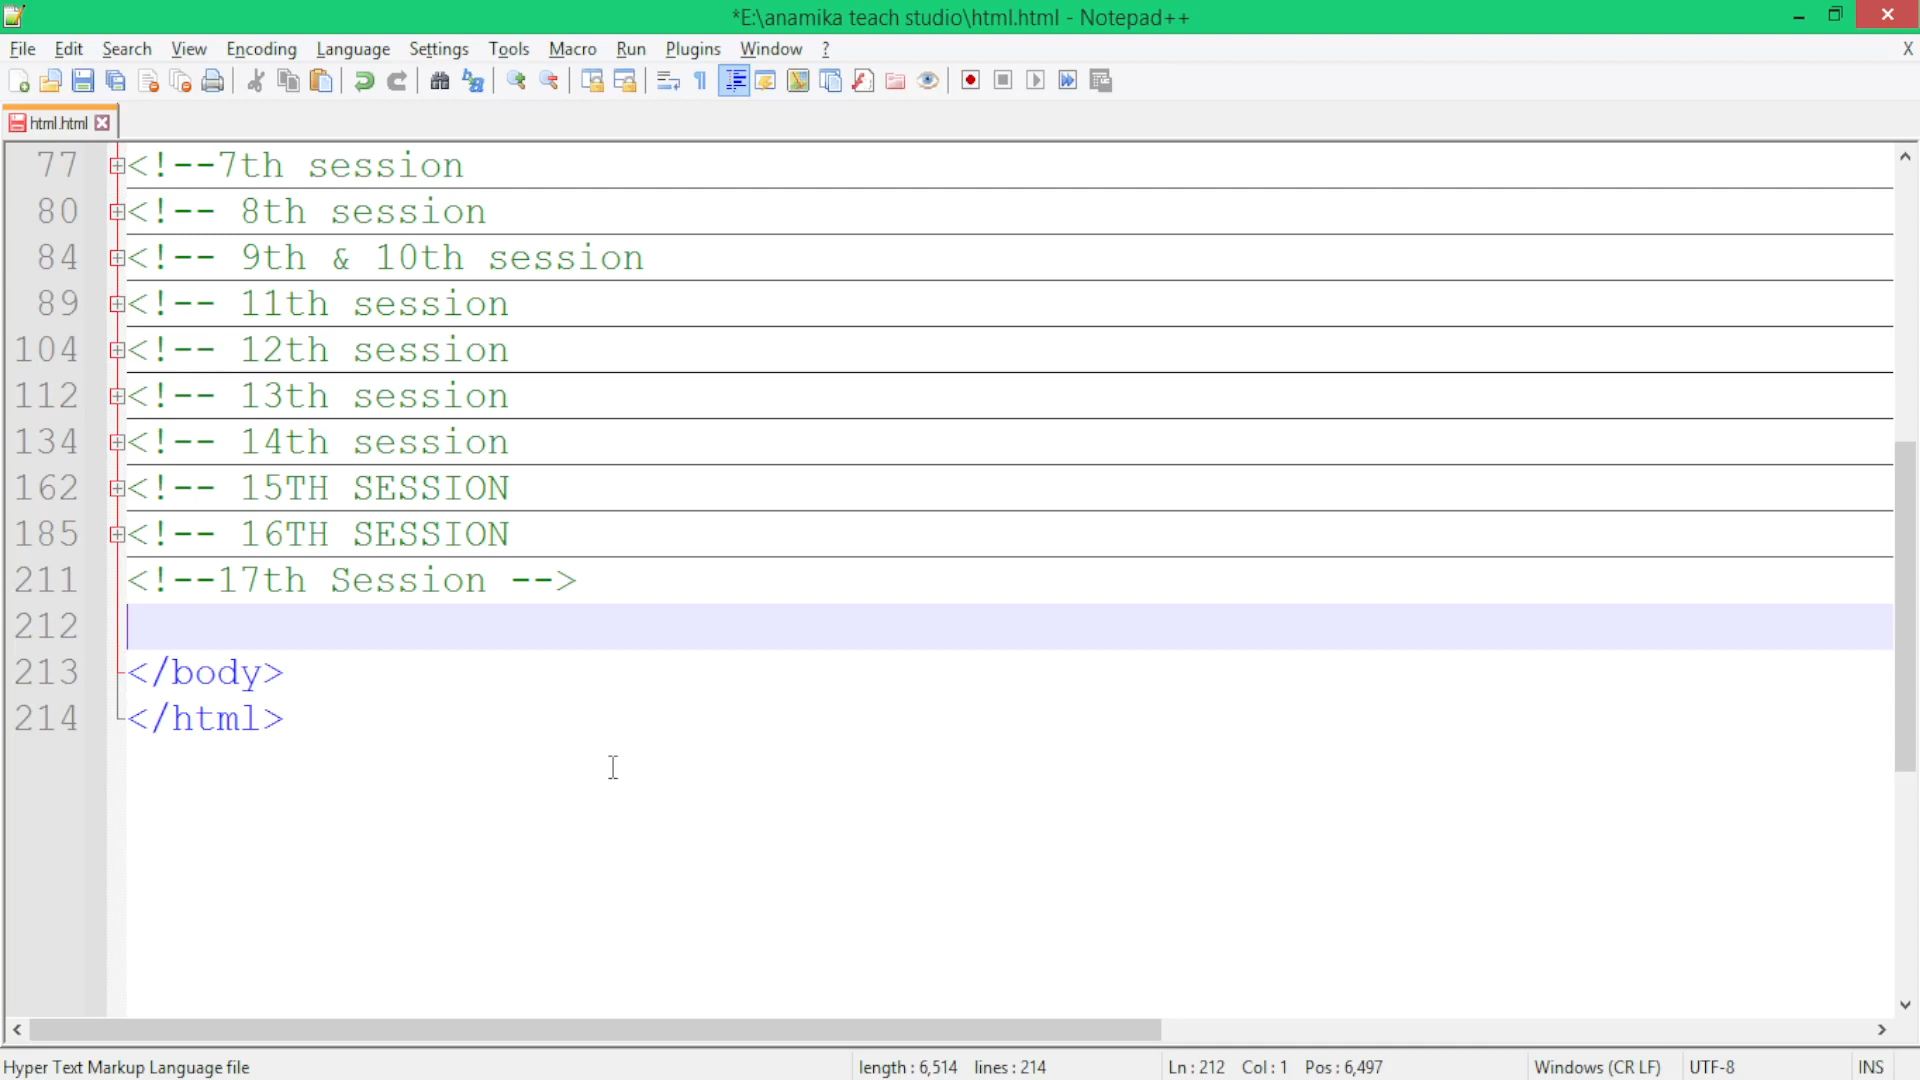 *E:\anamika teach studio\html.html - Notepad++
File Edit Search View Encoding Language Settings Tools Macro Run Plugins Window ? X
html.html
77 <!--7th session
80 <!-- 8th session
84 <!-- 9th & 10th session
89 <!-- 11th session
104 <!-- 12th session
112 <!-- 13th session
134 <!-- 14th session
162 <!-- 15TH SESSION
185 <!-- 16TH SESSION
211 <!--17th Session -->
212
213 </body>
214 </html>
Hyper Text Markup Language file length : 6,514 lines : 214 Ln : 212 Col : 1 Pos : 6,497 Windows (CR LF) UTF-8 INS